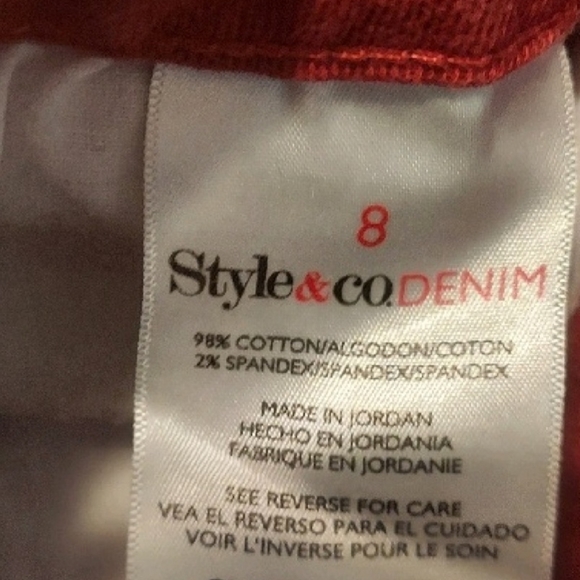 8
Style&co.DENIM
98% COTTON/ALGODON/COTON
2% SPANDEX/SPANDEX/SPANDEX
MADE IN JORDAN
HECHO EN JORDANIA
FABRIQUE EN JORDANIE
SEE REVERSE FOR CARE
VEA EL REVERSO PARA EL CUIDADO
VOIR L'INVERSE POUR LE SOIN